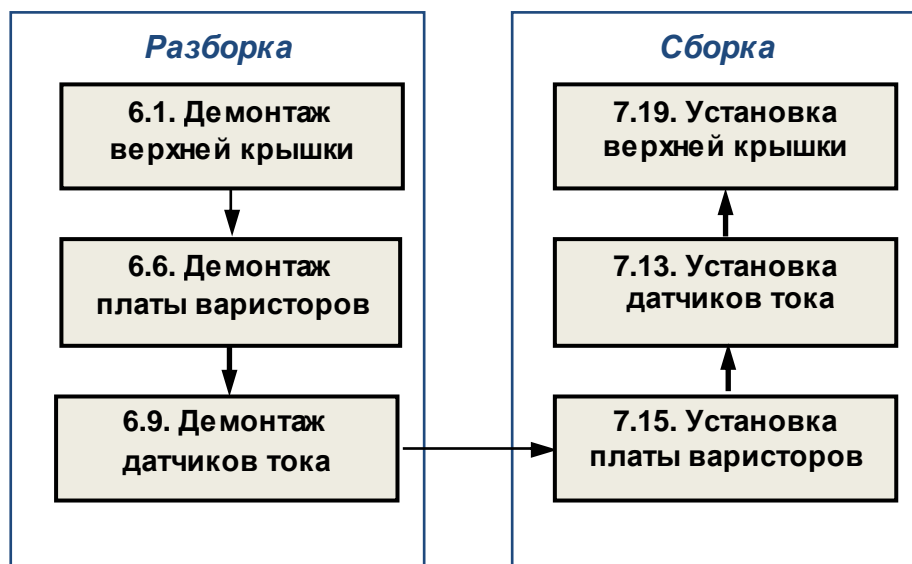 Разборка
6.1. Демонтаж
верхней крышки
6.6. Демонтаж
платы варисторов
6.9. Демонтаж
датчиков тока
Сборка
7.19. Установка
верхней крышки
7.13. Установка
датчиков тока
7.15. Установка
платы варисторов